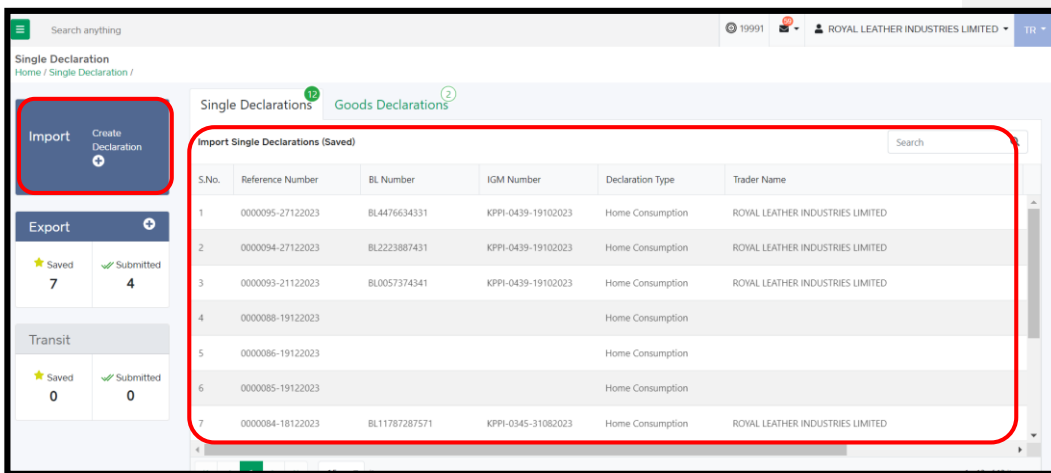 Search anything
19991
ROYAL LEATHER INDUSTRIES LIMITED
TR
Single Declaration
Home / Single Declaration /
Import
Create Declaration
Export
Saved Submitted
7 4
Transit
Saved Submitted
0 0
Single Declarations 12 Goods Declarations 2
Import Single Declarations (Saved)
Search
S.No. Reference Number BL Number IGM Number Declaration Type Trader Name
1 0000095-27122023 BL4476634331 KPPI-0439-19102023 Home Consumption ROYAL LEATHER INDUSTRIES LIMITED
2 0000094-27122023 BL2223887431 KPPI-0439-19102023 Home Consumption ROYAL LEATHER INDUSTRIES LIMITED
3 0000093-21122023 BL0057374341 KPPI-0439-19102023 Home Consumption ROYAL LEATHER INDUSTRIES LIMITED
4 0000088-19122023 Home Consumption
5 0000086-19122023 Home Consumption
6 0000085-19122023 Home Consumption
7 0000084-18122023 BL11787287571 KPPI-0345-31082023 Home Consumption ROYAL LEATHER INDUSTRIES LIMITED